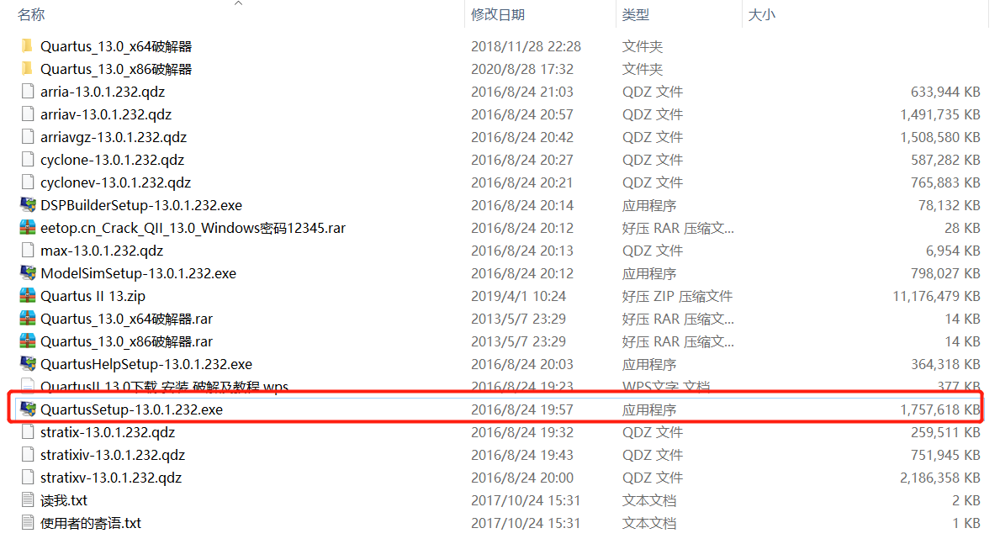 名称 修改日期 类型 大小
Quartus_13.0_x64破解器 2018/11/28 22:28 文件夹
Quartus_13.0_x86破解器 2020/8/28 17:32 文件夹
arria-13.0.1.232.qdz 2016/8/24 21:03 QDZ 文件 633,944 KB
arriav-13.0.1.232.qdz 2016/8/24 20:57 QDZ 文件 1,491,735 KB
arriavgz-13.0.1.232.qdz 2016/8/24 20:42 QDZ 文件 1,508,580 KB
cyclone-13.0.1.232.qdz 2016/8/24 20:27 QDZ 文件 587,282 KB
cyclonev-13.0.1.232.qdz 2016/8/24 20:21 QDZ 文件 765,883 KB
DSPBuilderSetup-13.0.1.232.exe 2016/8/24 20:14 应用程序 78,132 KB
eetop.cn_Crack_QII_13.0_Windows密码12345.rar 2016/8/24 20:12 好压 RAR 压缩文... 28 KB
max-13.0.1.232.qdz 2016/8/24 20:13 QDZ 文件 6,954 KB
ModelSimSetup-13.0.1.232.exe 2016/8/24 20:12 应用程序 798,027 KB
Quartus II 13.zip 2019/4/1 10:24 好压 ZIP 压缩文件 11,176,479 KB
Quartus_13.0_x64破解器.rar 2013/5/7 23:29 好压 RAR 压缩文... 14 KB
Quartus_13.0_x86破解器.rar 2013/5/7 23:29 好压 RAR 压缩文... 14 KB
QuartusHelpSetup-13.0.1.232.exe 2016/8/24 20:03 应用程序 364,318 KB
QuartusII 13.0下载 安装 破解及教程.wps 2016/8/24 19:23 WPS文字 文档 377 KB
QuartusSetup-13.0.1.232.exe 2016/8/24 19:57 应用程序 1,757,618 KB
stratix-13.0.1.232.qdz 2016/8/24 19:32 QDZ 文件 259,511 KB
stratixiv-13.0.1.232.qdz 2016/8/24 19:43 QDZ 文件 751,945 KB
stratixv-13.0.1.232.qdz 2016/8/24 20:00 QDZ 文件 2,186,358 KB
读我.txt 2017/10/24 15:31 文本文档 2 KB
使用者的寄语.txt 2017/10/24 15:31 文本文档 1 KB